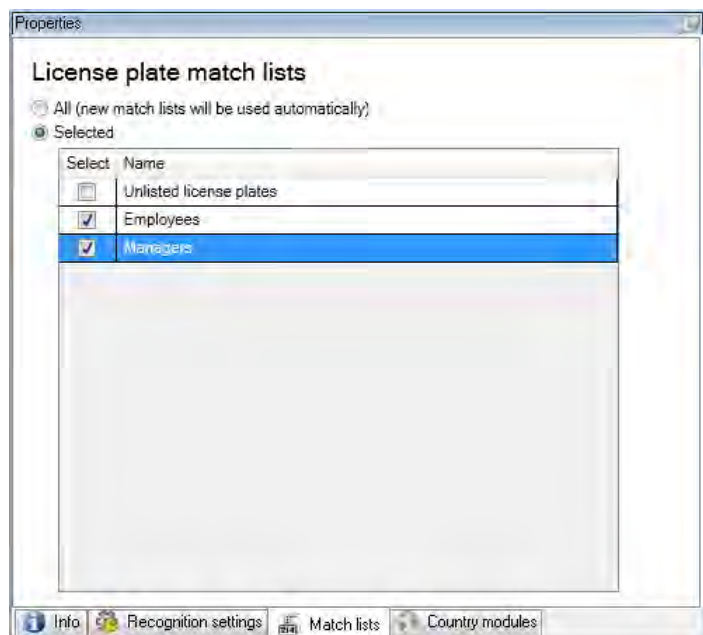 Properties
License plate match lists
All (new match lists will be used automatically)
Selected
Select Name
Unlisted license plates
Employees
Managers
Info Recognition settings Match lists Country modules